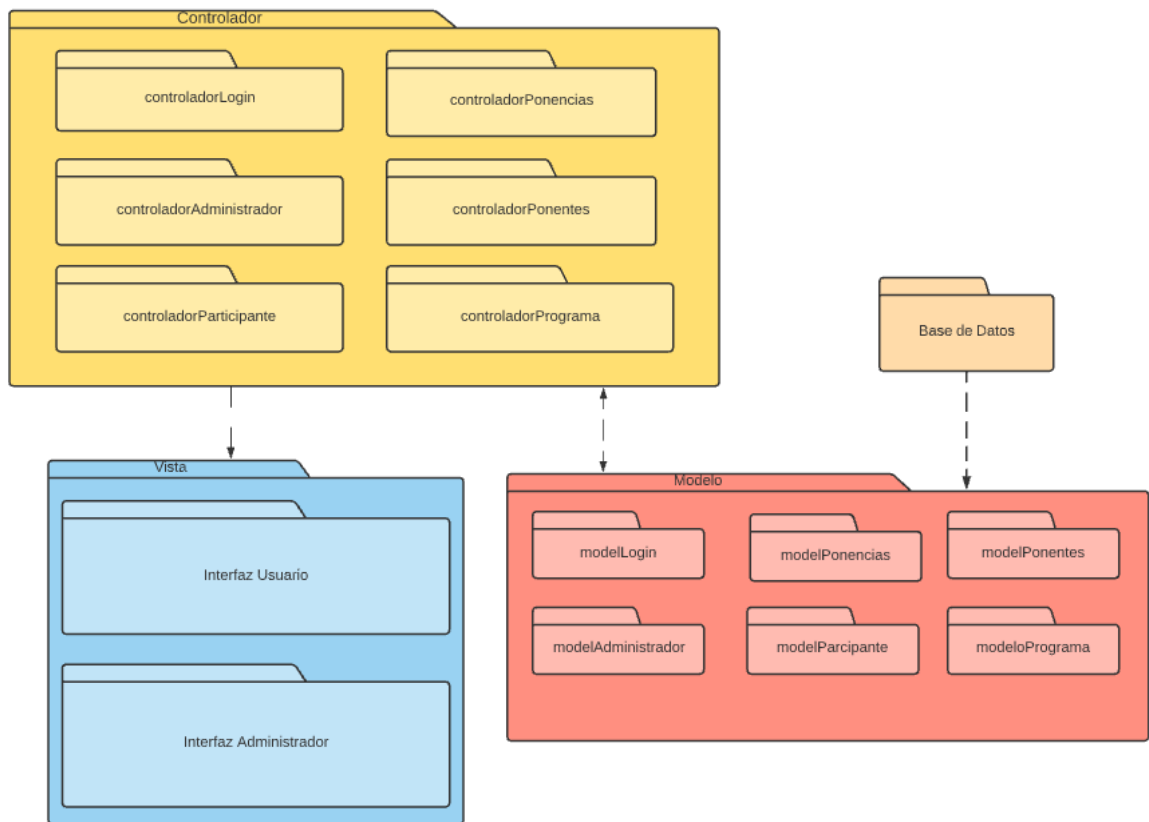 Controlador
controladorLogin
controladorPonencias
controladorAdministrador
controladorPonentes
controladorParticipante
controladorPrograma
Base de Datos
Vista
Interfaz Usuario
Interfaz Administrador
Modelo
modelLogin
modelPonencias
modelPonentes
modelAdministrador
modelParcipante
modeloPrograma